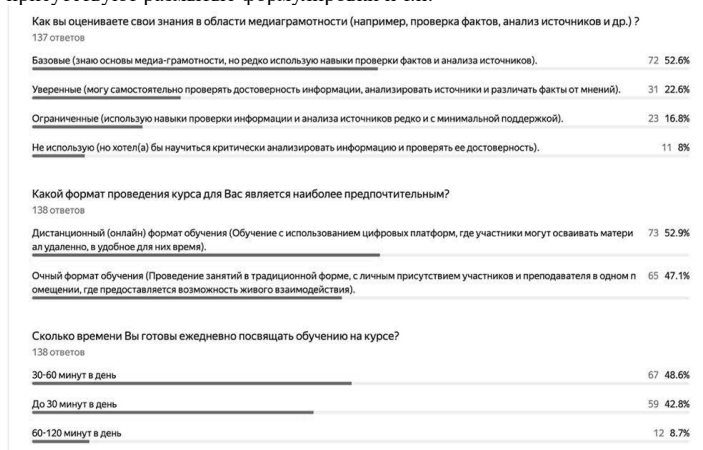 Как вы оцениваете свои знания в области медиаграмотности (например, проверка фактов, анализ источников и др.) ?
137 ответов
Базовые (знаю основы медиа-грамотности, но редко использую навыки проверки фактов и анализа источников). 72 52.6%
Уверенные (могу самостоятельно проверять достоверность информации, анализировать источники и различать факты от мнений). 31 22.6%
Ограниченные (использую навыки проверки информации и анализа источников редко и с минимальной поддержкой). 23 16.8%
Не использую (но хотел(а) бы научиться критически анализировать информацию и проверять ее достоверность). 11 8%
Какой формат проведения курса для Вас является наиболее предпочтительным?
138 ответов
Дистанционный (онлайн) формат обучения (Обучение с использованием цифровых платформ, где участники могут осваивать матери 73 52.9%
ал удаленно, в удобное для них время).
Очный формат обучения (Проведение занятий в традиционной форме, с личным присутствием участников и преподавателя в одном п 65 47.1%
омещении, где предоставляется возможность живого взаимодействия).
Сколько времени Вы готовы ежедневно посвящать обучению на курсе?
138 ответов
30-60 минут в день 67 48.6%
До 30 минут в день 59 42.8%
60-120 минут в день 12 8.7%